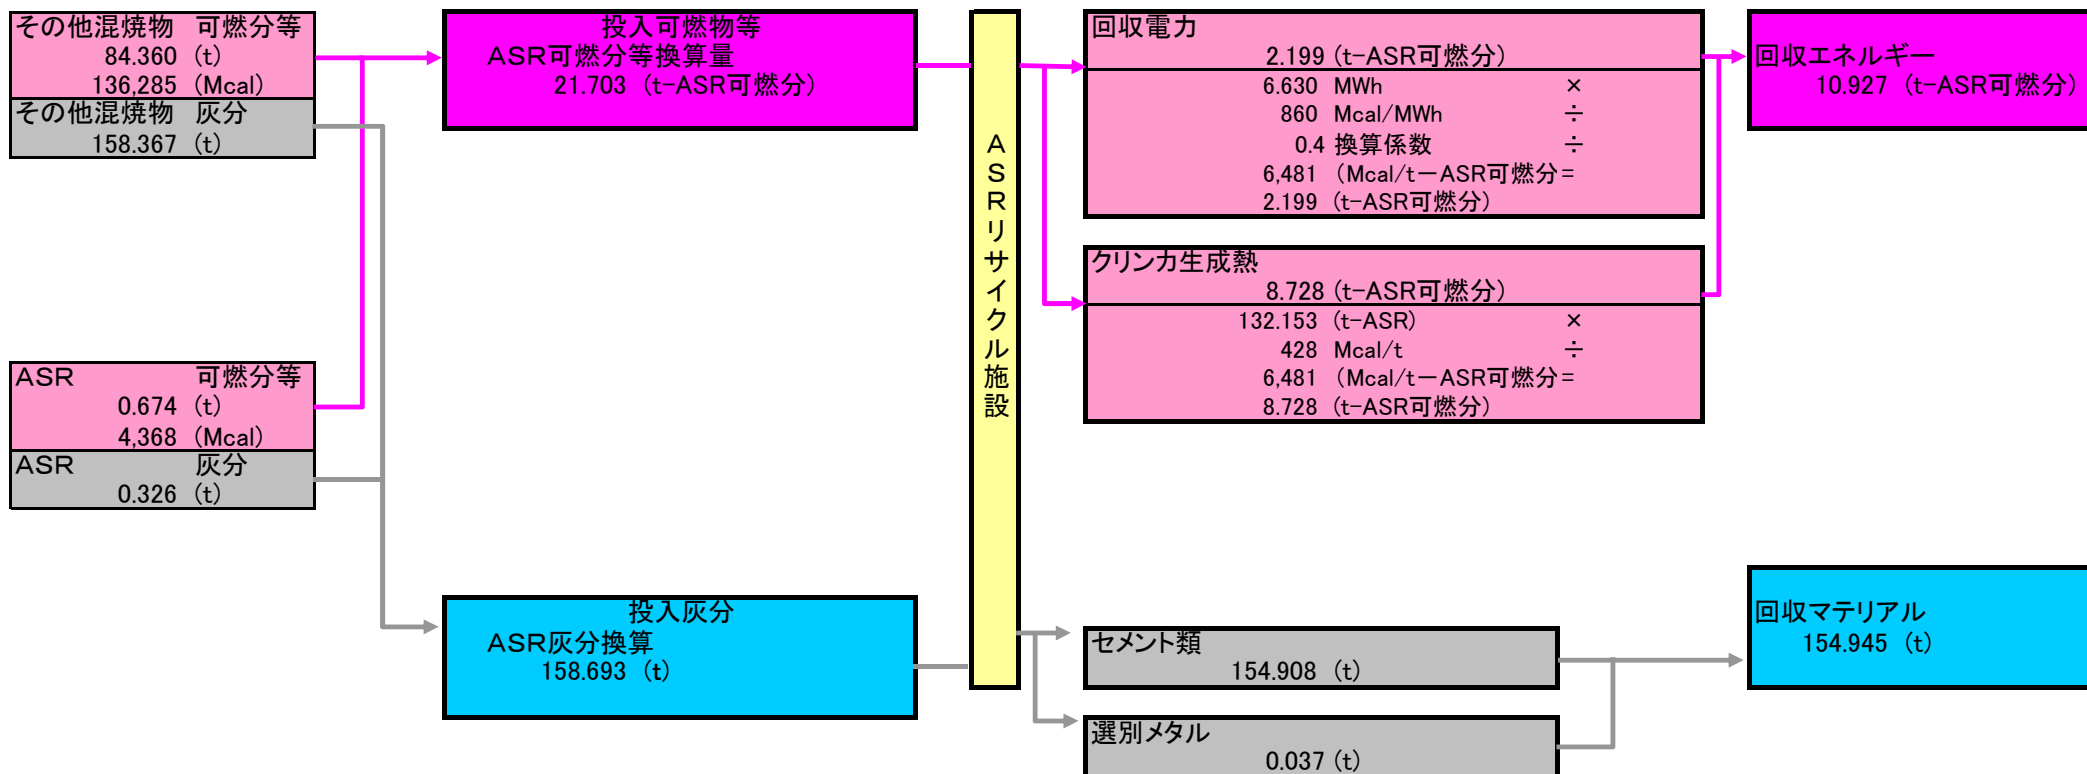 その他混焼物 可燃分等
84.360 (t)
136,285 (Mcal)
その他混焼物 灰分
158.367 (t)
ASR 可燃分等
0.674 (t)
4,368 (Mcal)
ASR 灰分
0.326 (t)
投入可燃物等
ASR可燃分等換算量
21.703 (t-ASR可燃分)
投入灰分
ASR灰分換算
158.693 (t)
ASRリサイクル施設
回収電力
2.199 (t-ASR可燃分)
6.630 MWh ×
860 Mcal/MWh ÷
0.4 換算係数 ÷
6,481 (Mcal/tーASR可燃分=
2.199 (t-ASR可燃分)
クリンカ生成熱
8.728 (t-ASR可燃分)
132.153 (t-ASR) ×
428 Mcal/t ÷
6,481 (Mcal/tーASR可燃分=
8.728 (t-ASR可燃分)
セメント類
154.908 (t)
選別メタル
0.037 (t)
回収エネルギー
10.927 (t-ASR可燃分)
回収マテリアル
154.945 (t)